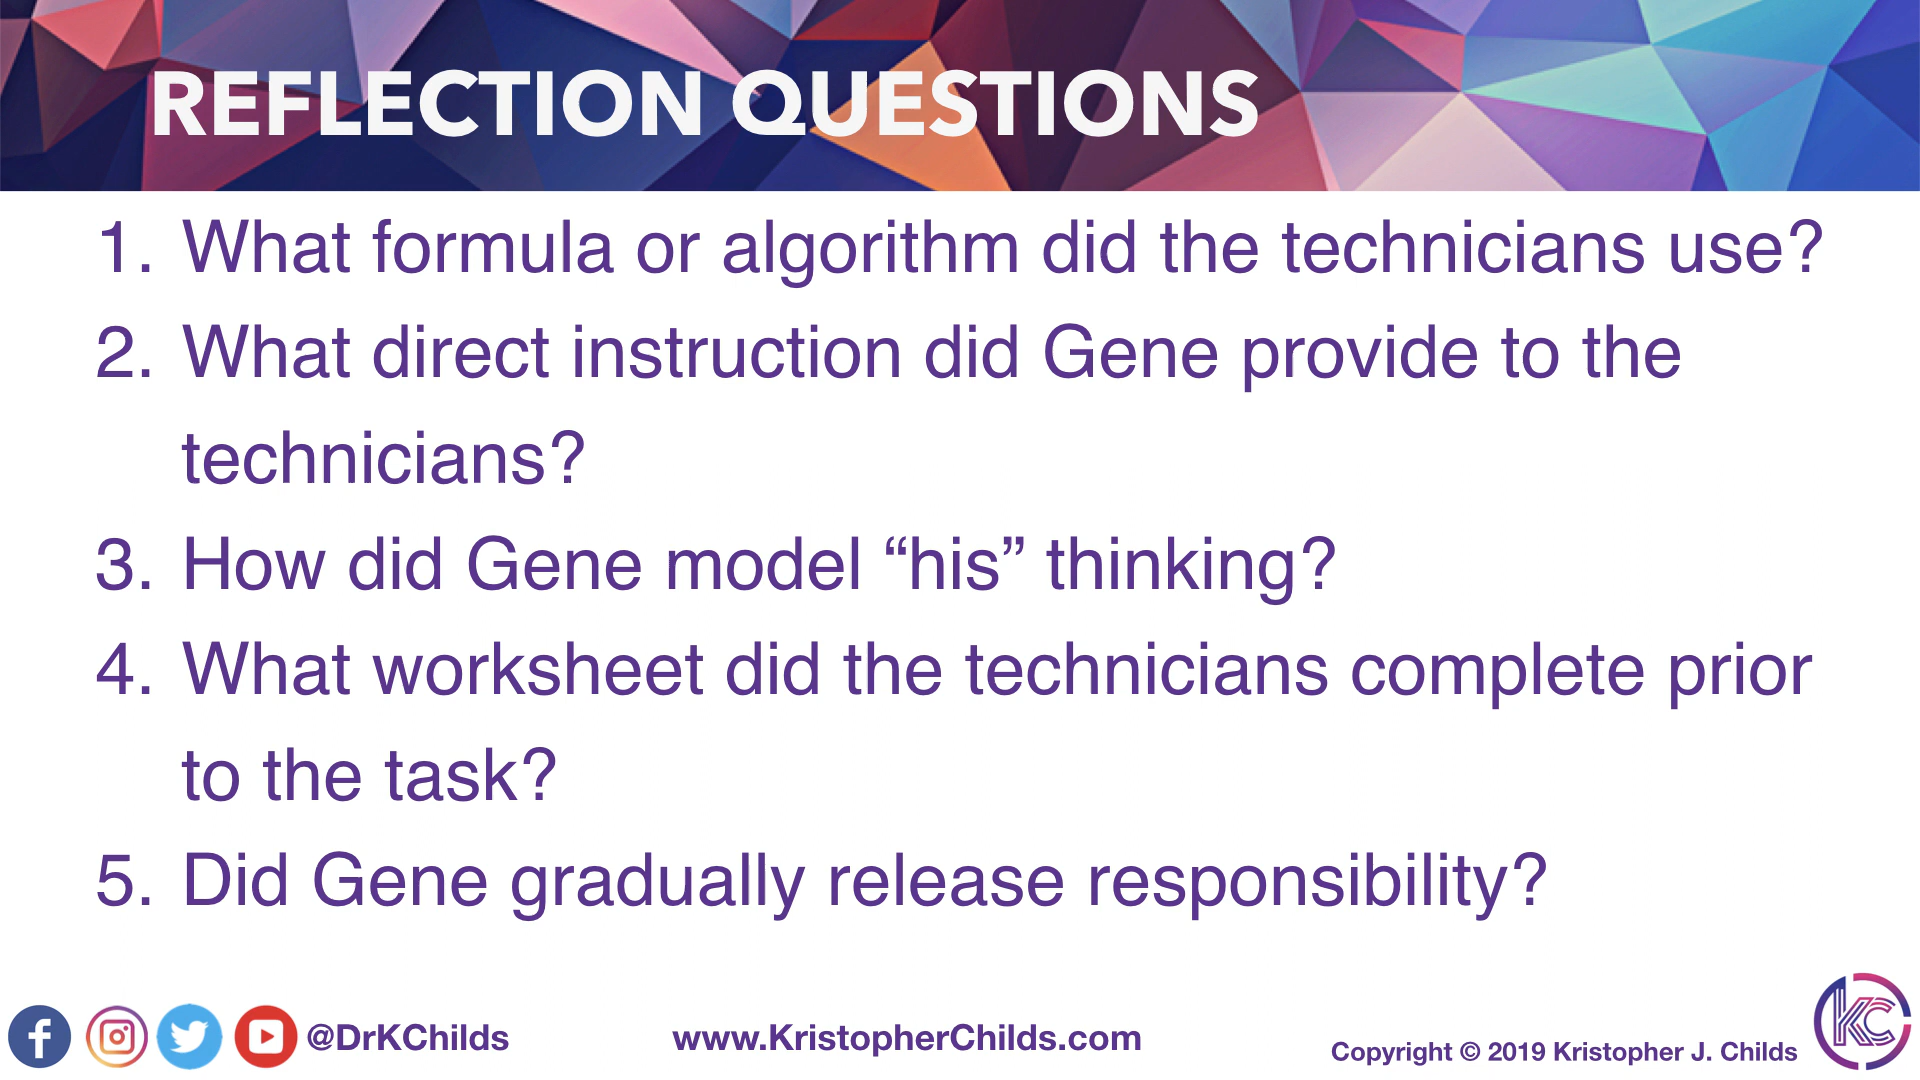 REFLECTION QUESTIONS
1. What formula or algorithm did the technicians use?
2. What direct instruction did Gene provide to the
technicians?
3. How did Gene model “his” thinking?
4. What worksheet did the technicians complete prior
to the task?
5. Did Gene gradually release responsibility?
@DrKChilds
www.KristopherChilds.com
Copyright © 2019 Kristopher J. Childs
KC